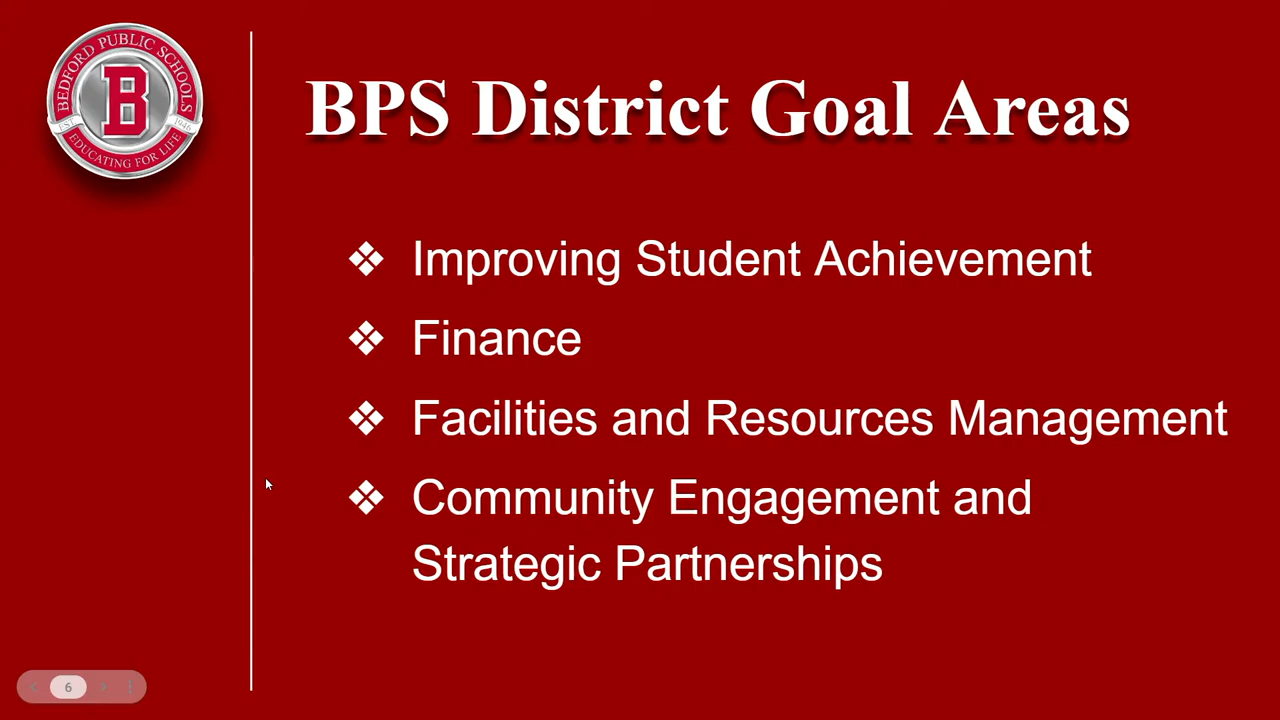 BEDFORD PUBLIC SCHOOLS
B
EST. 1946
EDUCATING FOR LIFE
BPS District Goal Areas
❖ Improving Student Achievement
❖ Finance
❖ Facilities and Resources Management
❖ Community Engagement and
Strategic Partnerships
6